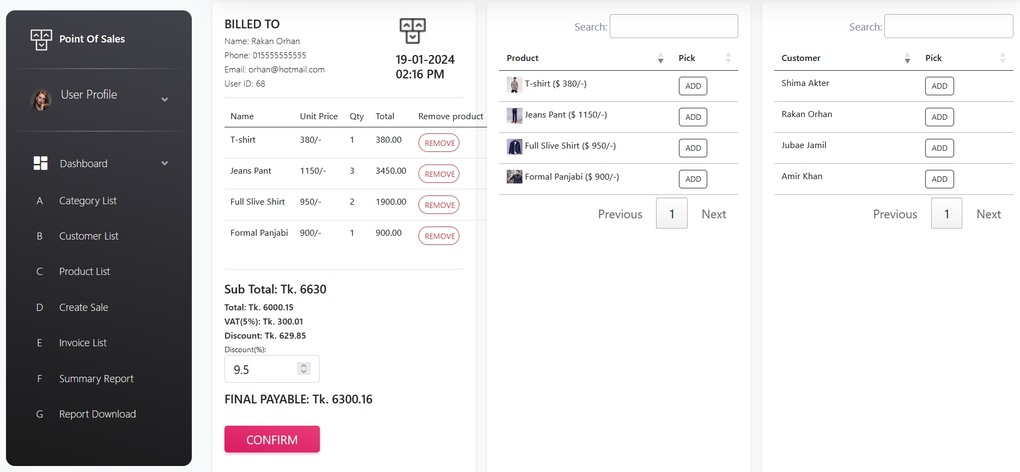 Point Of Sales
User Profile
Dashboard
A Category List
B Customer List
C Product List
D Create Sale
E Invoice List
F Summary Report
G Report Download
BILLED TO
Name: Rakan Orhan
Phone: 015555555555
Email: orhan@hotmail.com
User ID: 68
19-01-2024
02:16 PM
Name Unit Price Qty Total Remove product
T-shirt 380/- 1 380.00 REMOVE
Jeans Pant 1150/- 3 3450.00 REMOVE
Full Slive Shirt 950/- 2 1900.00 REMOVE
Formal Panjabi 900/- 1 900.00 REMOVE
Sub Total: Tk. 6630
Total: Tk. 6000.15
VAT(5%): Tk. 300.01
Discount: Tk. 629.85
Discount(%):
9.5
FINAL PAYABLE: Tk. 6300.16
CONFIRM
Search:
Product Pick
T-shirt ($ 380/-) ADD
Jeans Pant ($ 1150/-) ADD
Full Slive Shirt ($ 950/-) ADD
Formal Panjabi ($ 900/-) ADD
Previous 1 Next
Search:
Customer Pick
Shima Akter ADD
Rakan Orhan ADD
Jubae Jamil ADD
Amir Khan ADD
Previous 1 Next